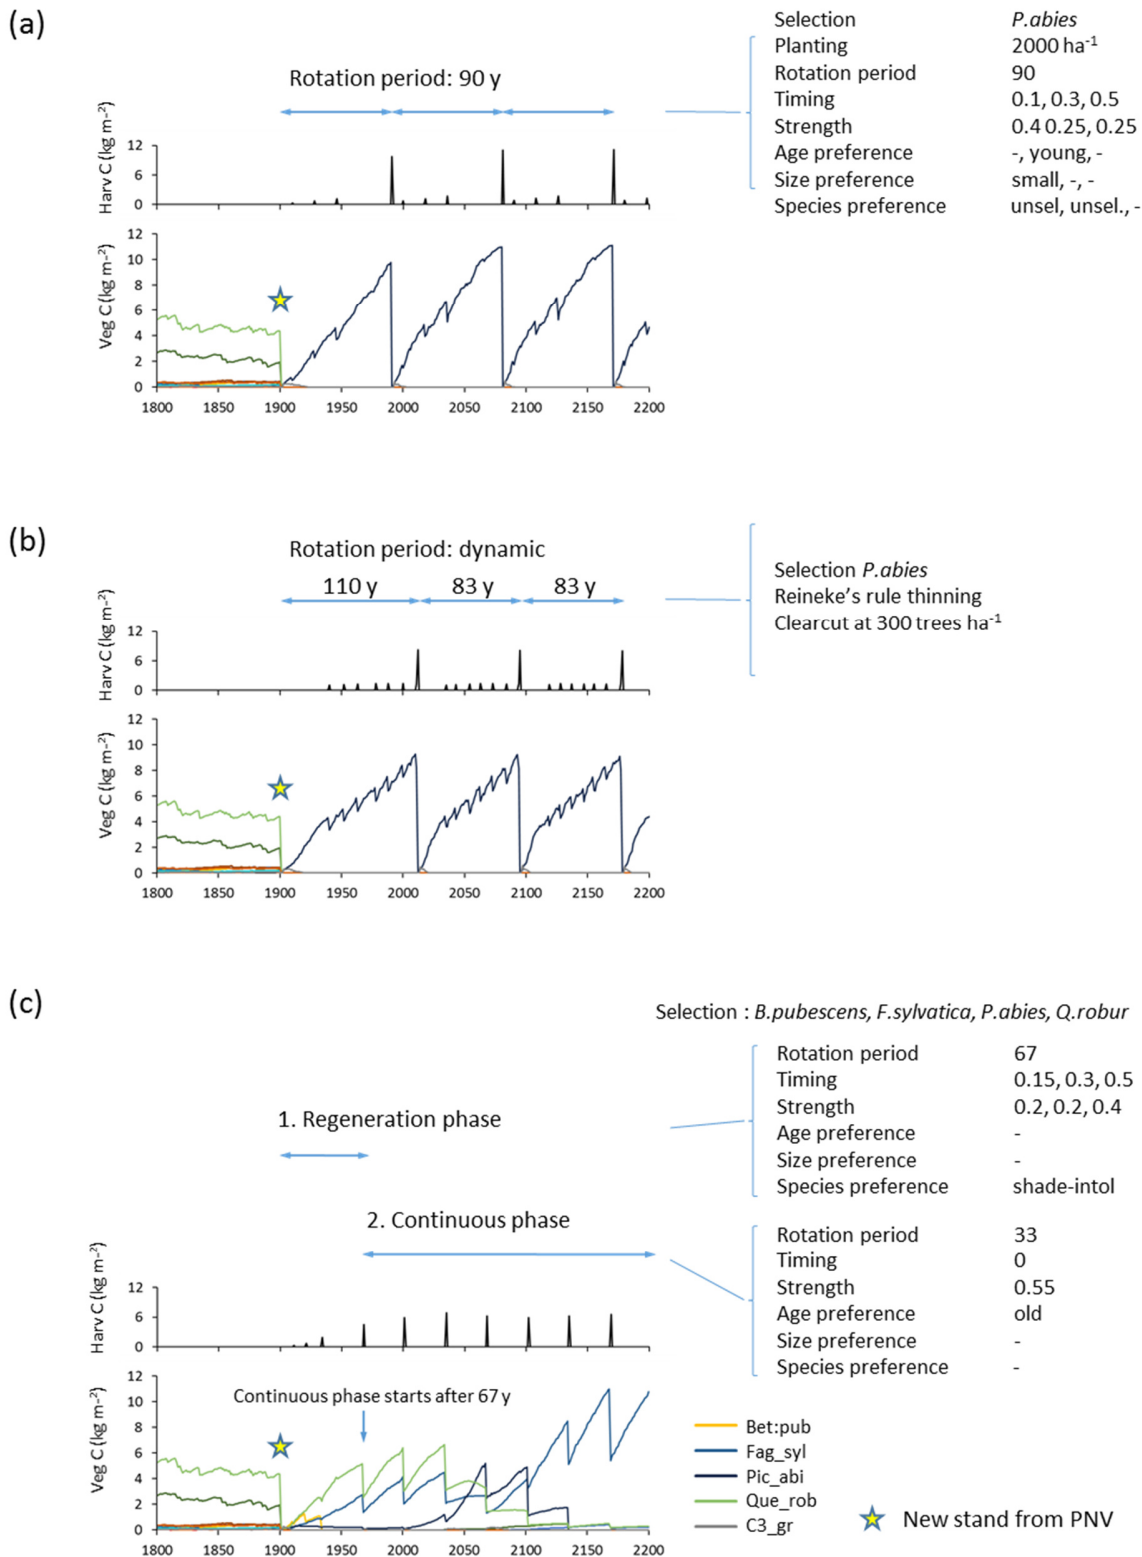 (a)
Selection P.abies
Planting 2000 ha⁻¹
Rotation period 90
Timing 0.1, 0.3, 0.5
Strength 0.4 0.25, 0.25
Age preference -, young, -
Size preference small, -, -
Species preference unsel, unsel., -
Rotation period: 90 y
Harv C (kg m⁻²)
12
6
0
Veg C (kg m⁻²)
12
10
8
6
4
2
0
1800 1850 1900 1950 2000 2050 2100 2150 2200
(b)
Rotation period: dynamic
110 y 83 y 83 y
Selection P.abies
Reineke's rule thinning
Clearcut at 300 trees ha⁻¹
Harv C (kg m⁻²)
12
6
0
Veg C (kg m⁻²)
12
10
8
6
4
2
0
1800 1850 1900 1950 2000 2050 2100 2150 2200
(c)
Selection : B.pubescens, F.sylvatica, P.abies, Q.robur
Rotation period 67
Timing 0.15, 0.3, 0.5
Strength 0.2, 0.2, 0.4
Age preference -
Size preference -
Species preference shade-intol
1. Regeneration phase
2. Continuous phase
Rotation period 33
Timing 0
Strength 0.55
Age preference old
Size preference -
Species preference -
Harv C (kg m⁻²)
12
6
0
Veg C (kg m⁻²)
12
10
8
6
4
2
0
Continuous phase starts after 67 y
1800 1850 1900 1950 2000 2050 2100 2150 2200
Bet:pub
Fag_syl
Pic_abi
Que_rob
C3_gr
New stand from PNV